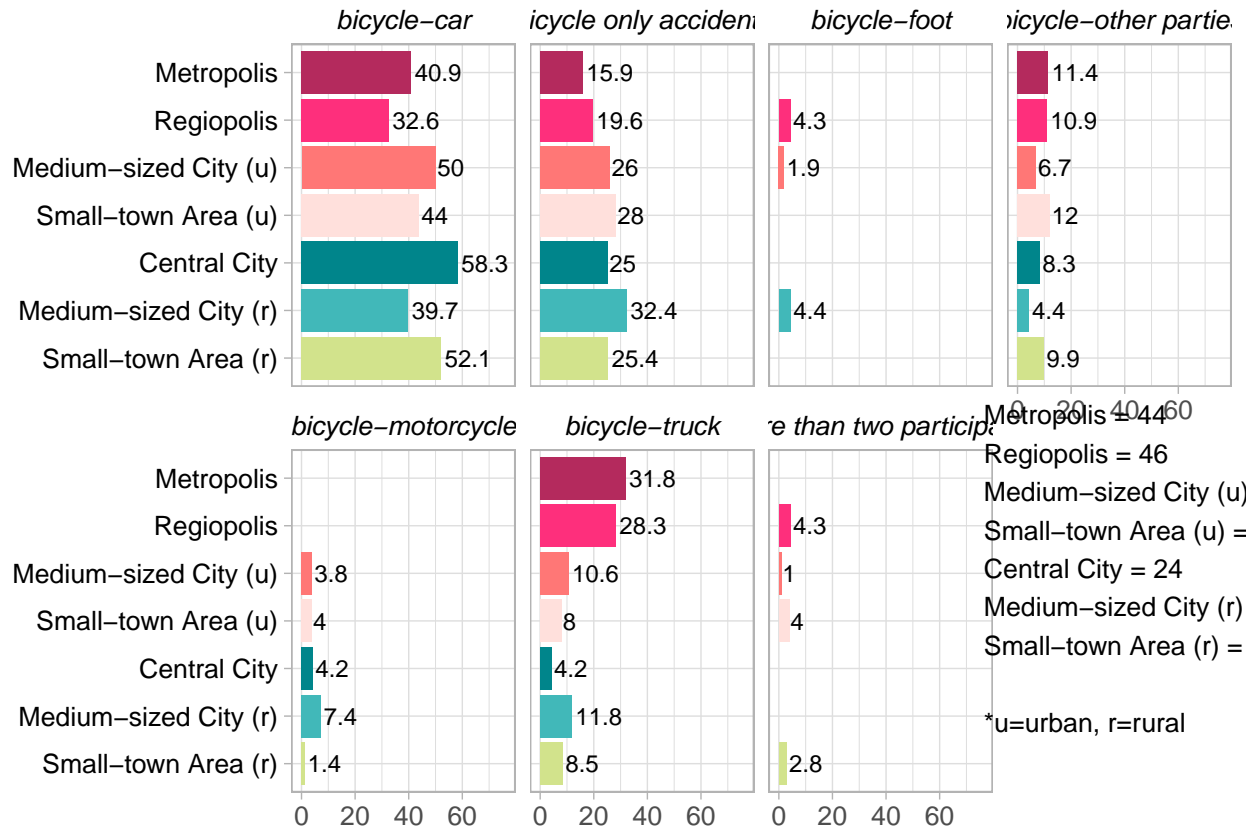 bicycle−car
icycle only accident
bicycle−foot
bicycle−other parties
Metropolis
40.9
15.9
11.4
Regiopolis
32.6
19.6
4.3
10.9
Medium−sized City (u)
50
26
1.9
6.7
Small−town Area (u)
44
28
12
Central City
58.3
25
8.3
Medium−sized City (r)
39.7
32.4
4.4
4.4
Small−town Area (r)
52.1
25.4
9.9
0 20 40 60
bicycle−motorcycle
bicycle−truck
re than two participa
Metropolis
31.8
Regiopolis
28.3
4.3
Medium−sized City (u)
3.8
10.6
1
Small−town Area (u)
4
8
4
Central City
4.2
4.2
Medium−sized City (r)
7.4
11.8
Small−town Area (r)
1.4
8.5
2.8
0 20 40 60
0 20 40 60
0 20 40 60
Metropolis = 44
Regiopolis = 46
Medium−sized City (u)
Small−town Area (u) =
Central City = 24
Medium−sized City (r)
Small−town Area (r) =
*u=urban, r=rural